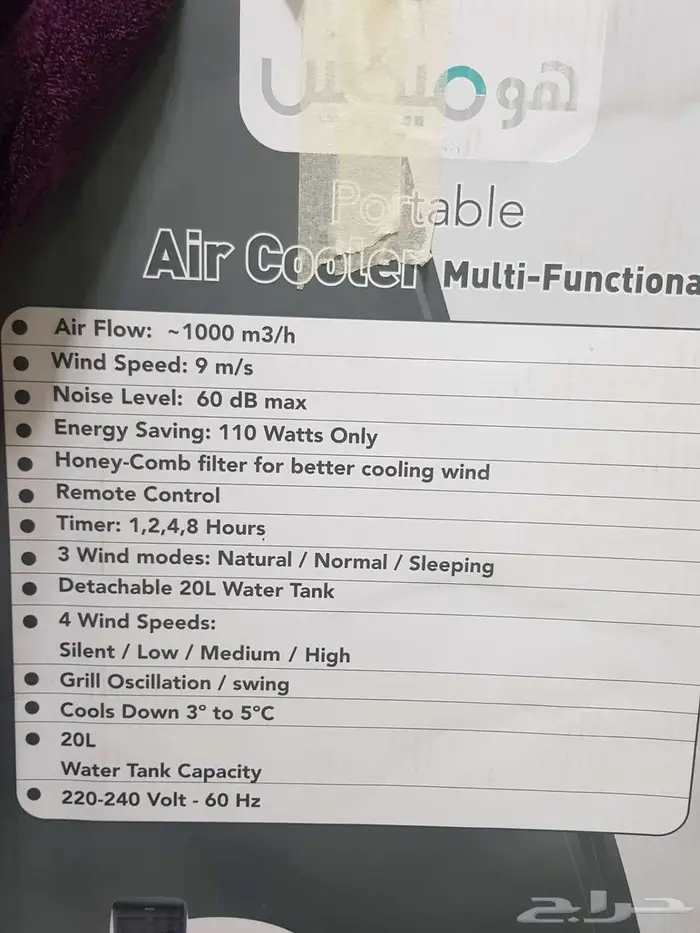 هوميكس
Portable
Air Cooler Multi-Functiona
Air Flow: ~1000 m3/h
Wind Speed: 9 m/s
Noise Level: 60 dB max
Energy Saving: 110 Watts Only
Honey-Comb filter for better cooling wind
Remote Control
Timer: 1,2,4,8 Hours
3 Wind modes: Natural / Normal / Sleeping
Detachable 20L Water Tank
4 Wind Speeds:
Silent / Low / Medium / High
Grill Oscillation / swing
Cools Down 3° to 5°C
20L
Water Tank Capacity
220-240 Volt - 60 Hz
حراج